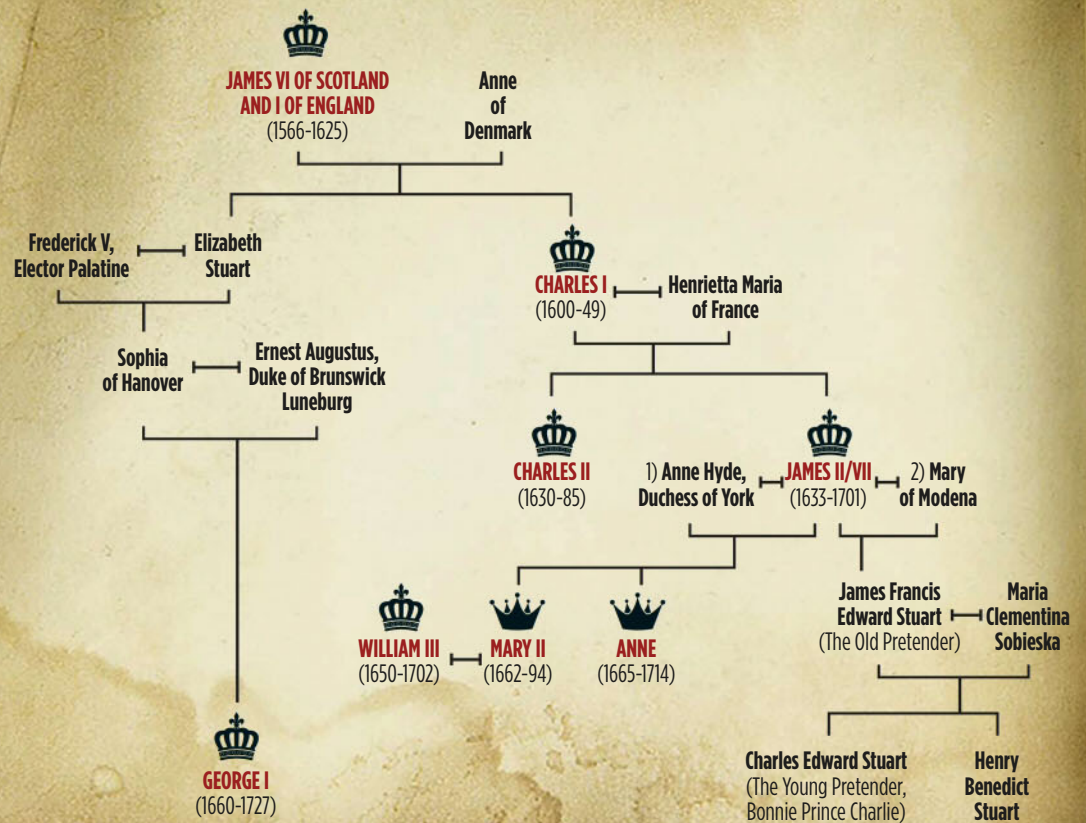 JAMES VI OF SCOTLAND
AND I OF ENGLAND
(1566-1625)
Anne
of
Denmark
Frederick V,
Elector Palatine
Elizabeth
Stuart
CHARLES I
(1600-49)
Henrietta Maria
of France
Sophia
of Hanover
Ernest Augustus,
Duke of Brunswick
Luneburg
CHARLES II
(1630-85)
1) Anne Hyde,
Duchess of York
JAMES II/VII
(1633-1701)
2) Mary
of Modena
WILLIAM III
(1650-1702)
MARY II
(1662-94)
ANNE
(1665-1714)
James Francis
Edward Stuart
(The Old Pretender)
Maria
Clementina
Sobieska
GEORGE I
(1660-1727)
Charles Edward Stuart
(The Young Pretender,
Bonnie Prince Charlie)
Henry
Benedict
Stuart